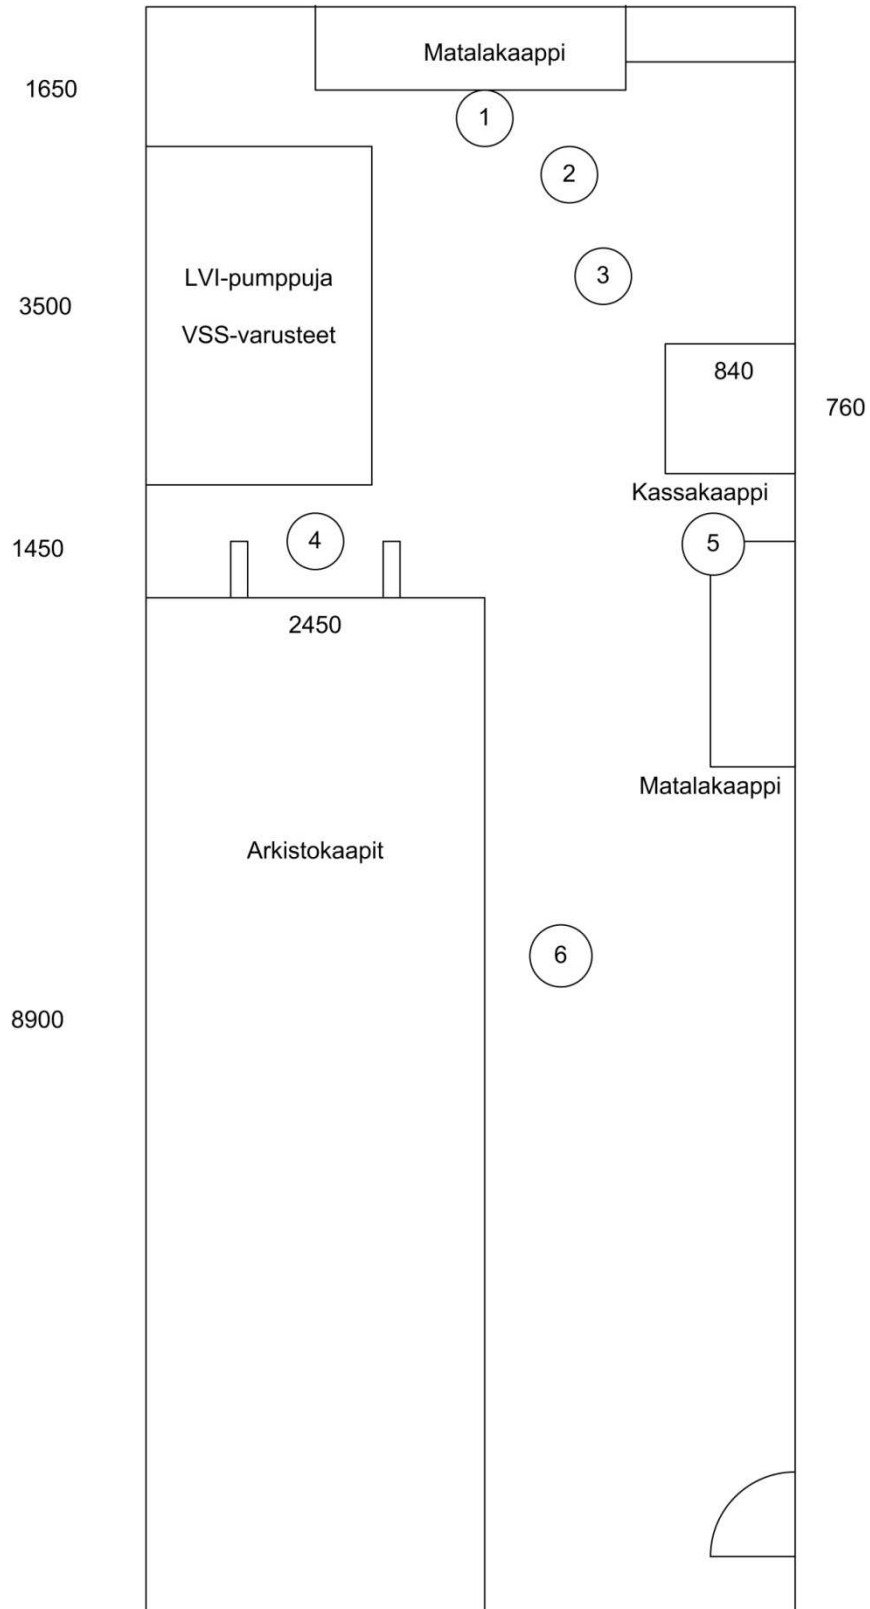 Matalakaappi
1650
1
2
LVI-pumppuja
VSS-varusteet
3
3500
840
760
Kassakaappi
4
5
1450
2450
Matalakaappi
Arkistokaapit
6
8900